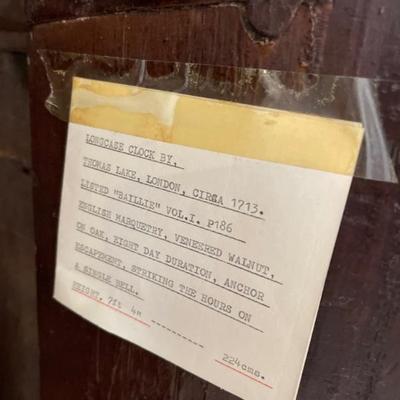 LONGCASE CLOCK BY.
THOMAS LAKE, LONDON, CIRCA 1713.
LISTED "BAILLIE" VOL.I. P186
ENGLISH MARQUETRY, VENEERED WALNUT,
ON OAK, EIGHT DAY DURATION, ANCHOR
ESCAPEMENT, STRIKING THE HOURS ON
A SINGLE BELL.
HEIGHT, 7ft 4n ---------- 224cms.